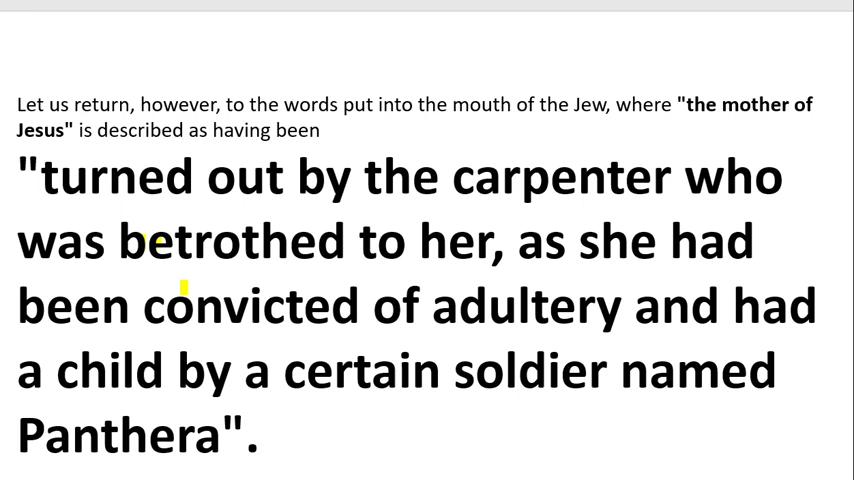 Let us return, however, to the words put into the mouth of the Jew, where "the mother of
Jesus" is described as having been
"turned out by the carpenter who
was betrothed to her, as she had
been convicted of adultery and had
a child by a certain soldier named
Panthera".